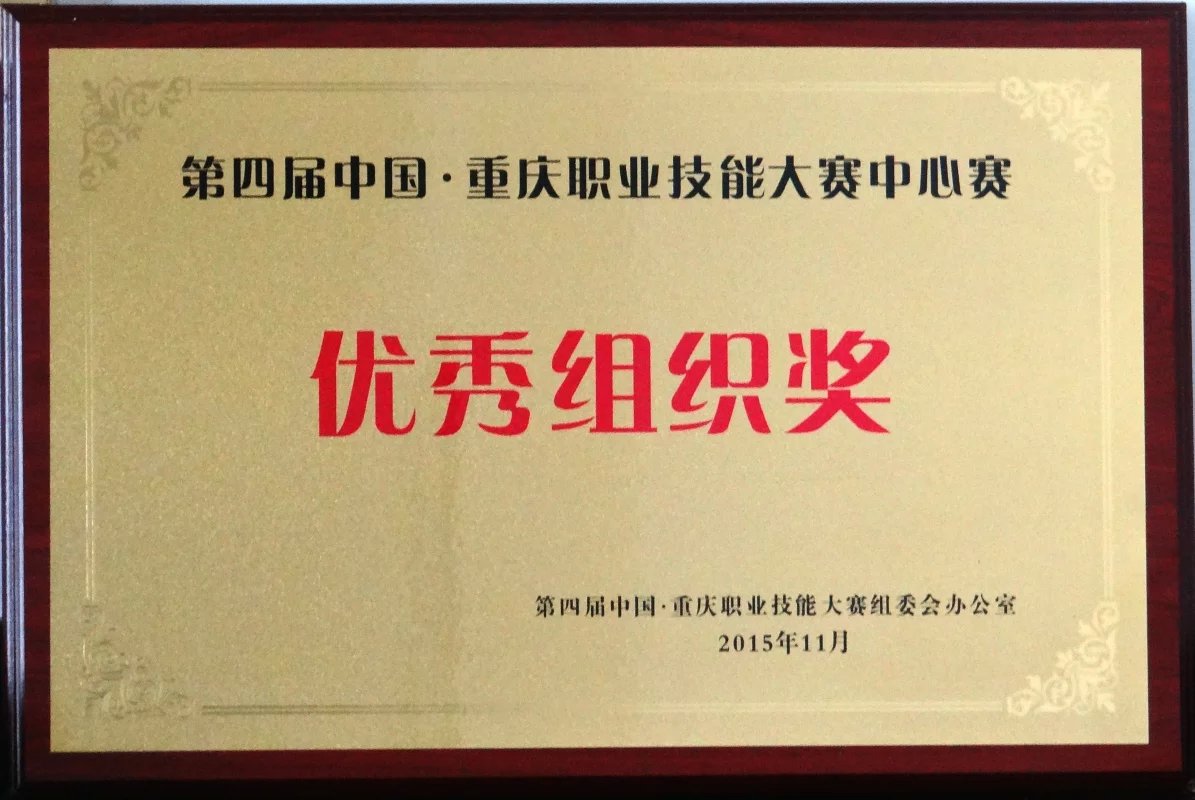 第四届中国·重庆职业技能大赛中心赛
优秀组织奖
第四届中国·重庆职业技能大赛组委会办公室
2015年11月